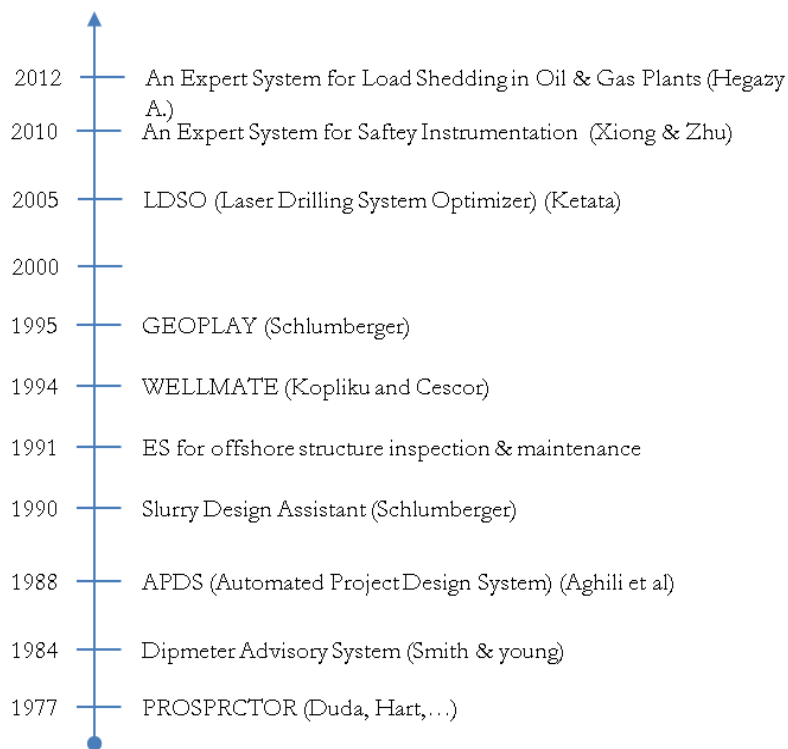 2012 An Expert System for Load Shedding in Oil & Gas Plants (Hegazy
A.)
2010 An Expert System for Saftey Instrumentation (Xiong & Zhu)
2005 LDSO (Laser Drilling System Optimizer) (Ketata)
2000
1995 GEOPLAY (Schlumberger)
1994 WELLMATE (Kopliku and Cescor)
1991 ES for offshore structure inspection & maintenance
1990 Slurry Design Assistant (Schlumberger)
1988 APDS (Automated Project Design System) (Aghili et al)
1984 Dipmeter Advisory System (Smith & young)
1977 PROSPRCTOR (Duda, Hart,…)